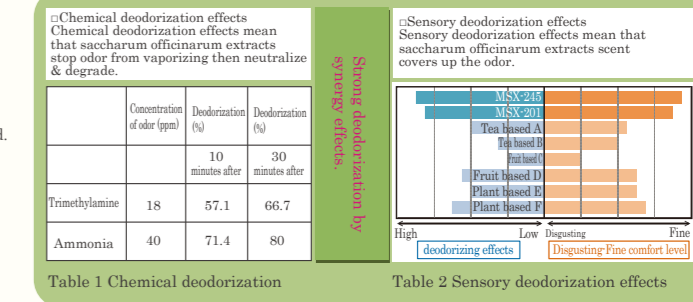 d.
□Chemical deodorization effects
Chemical deodorization effects mean
that saccharum officinarum extracts
stop odor from vaporizing then neutralize
& degrade.
Concentration of odor (ppm) Deodorization (%) Deodorization (%)
10 minutes after 30 minutes after
Trimethylamine 18 57.1 66.7
Ammonia 40 71.4 80
Table 1 Chemical deodorization
Strong deodorization by
synergy effects.
□Sensory deodorization effects
Sensory deodorization effects mean that
saccharum officinarum extracts scent
covers up the odor.
MSX-245
MSX-201
Tea based A
Tea based B
Fruit based C
Fruit based D
Plant based E
Plant based F
High Low Disgusting Fine
deodorizing effects Disgusting-Fine comfort level
Table 2 Sensory deodorization effects